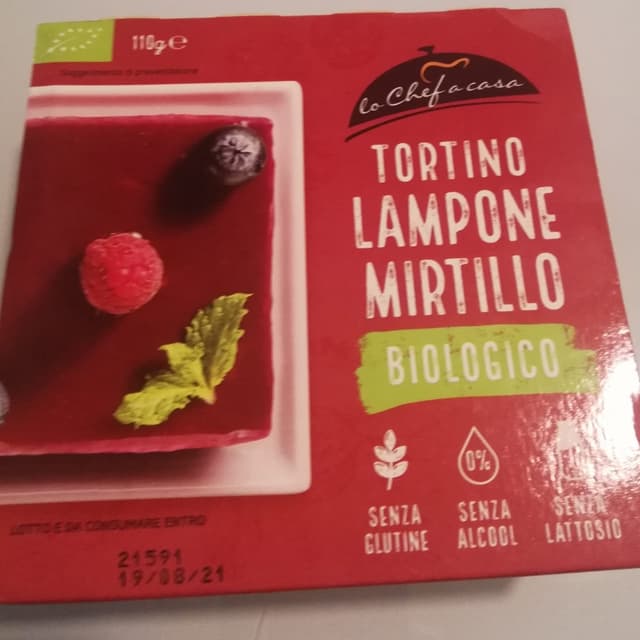 110g e
Suggerimento di presentazione
lo Chef a casa
TORTINO
LAMPONE
MIRTILLO
BIOLOGICO
0%
SENZA
GLUTINE
SENZA
ALCOOL
SENZA
LATTOSIO
LOTTO E DA CONSUMARE ENTRO
21591
19/08/21